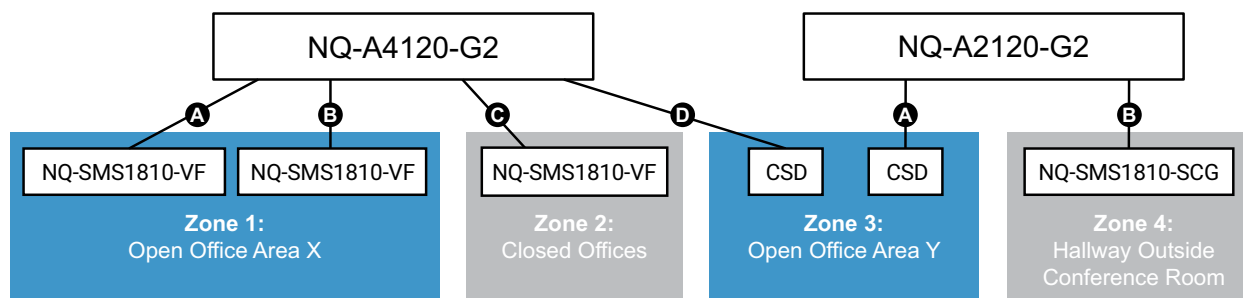 NQ-A4120-G2
NQ-A2120-G2
A
B
C
D
A
B
NQ-SMS1810-VF
NQ-SMS1810-VF
NQ-SMS1810-VF
CSD
CSD
NQ-SMS1810-SCG
Zone 1:
Open Office Area X
Zone 2:
Closed Offices
Zone 3:
Open Office Area Y
Zone 4:
Hallway Outside
Conference Room